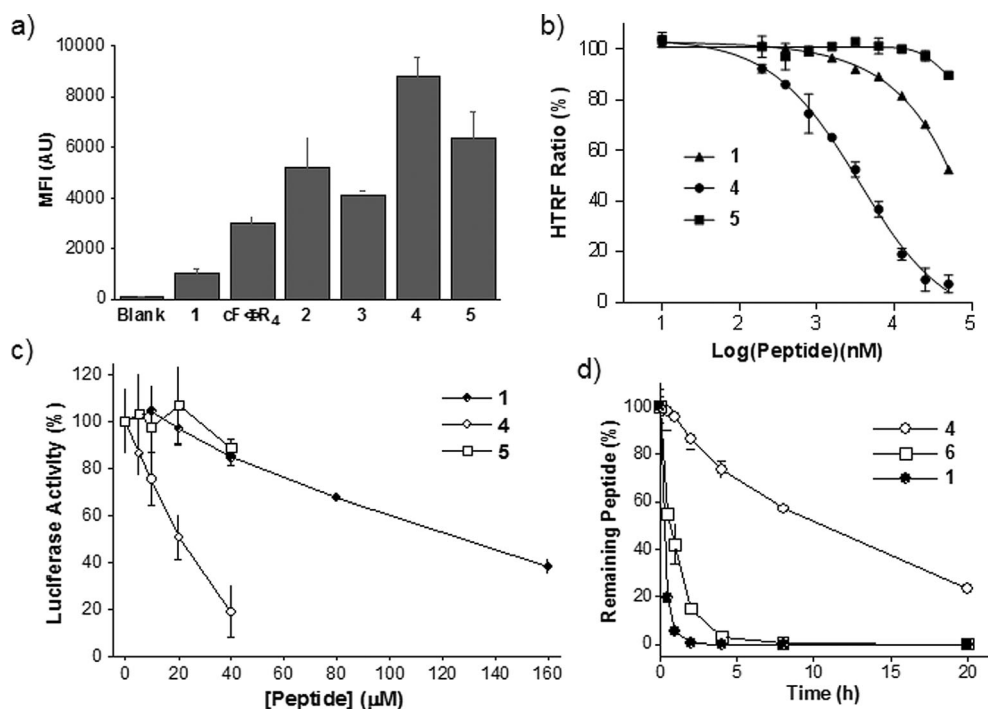 a)
MFI (AU)
10000
8000
6000
4000
2000
0
Blank 1 cFΦR4 2 3 4 5
b)
HTRF Ratio (%)
100
80
60
40
20
0
1
4
5
1 2 3 4 5
Log(Peptide)(nM)
c)
Luciferase Activity (%)
120
100
80
60
40
20
0
1
4
5
0 20 40 60 80 100 120 140 160
[Peptide] (μM)
d)
Remaining Peptide (%)
100
80
60
40
20
0
4
6
1
0 5 10 15 20
Time (h)